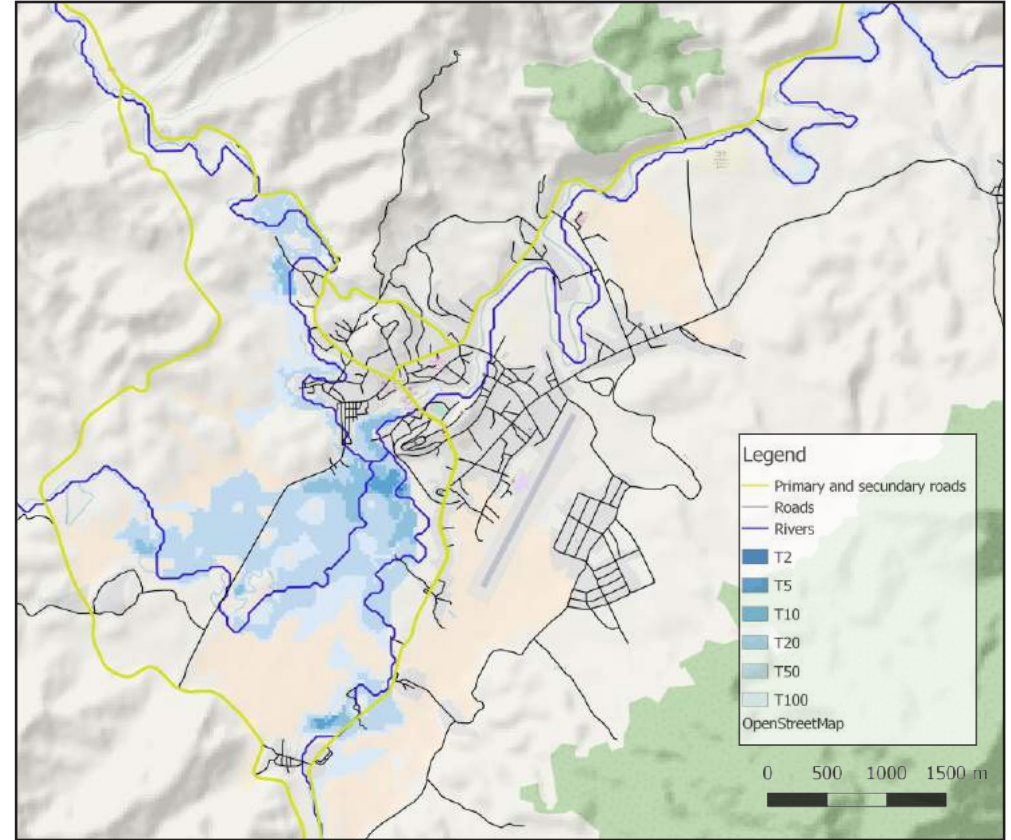 Legend
Primary and secundary roads
Roads
Rivers
T2
T5
T10
T20
T50
T100
OpenStreetMap
0 500 1000 1500 m